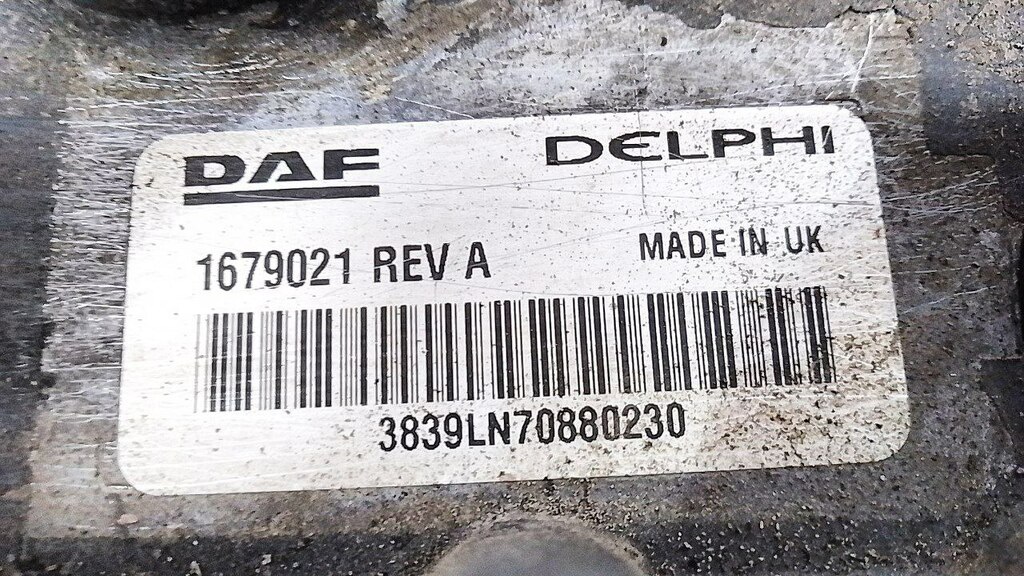 DAF DELPHI
1679021 REV A MADE IN UK
3839LN70880230